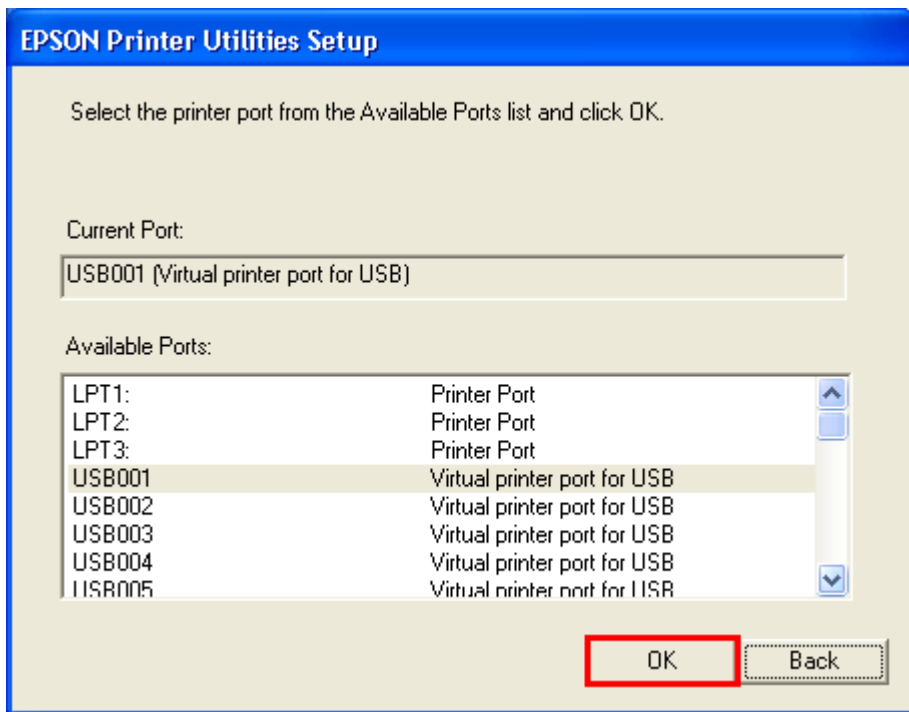 EPSON Printer Utilities Setup
Select the printer port from the Available Ports list and click OK.
Current Port:
USB001 (Virtual printer port for USB)
Available Ports:
LPT1: Printer Port
LPT2: Printer Port
LPT3: Printer Port
USB001 Virtual printer port for USB
USB002 Virtual printer port for USB
USB003 Virtual printer port for USB
USB004 Virtual printer port for USB
USB005 Virtual printer port for USB
OK Back